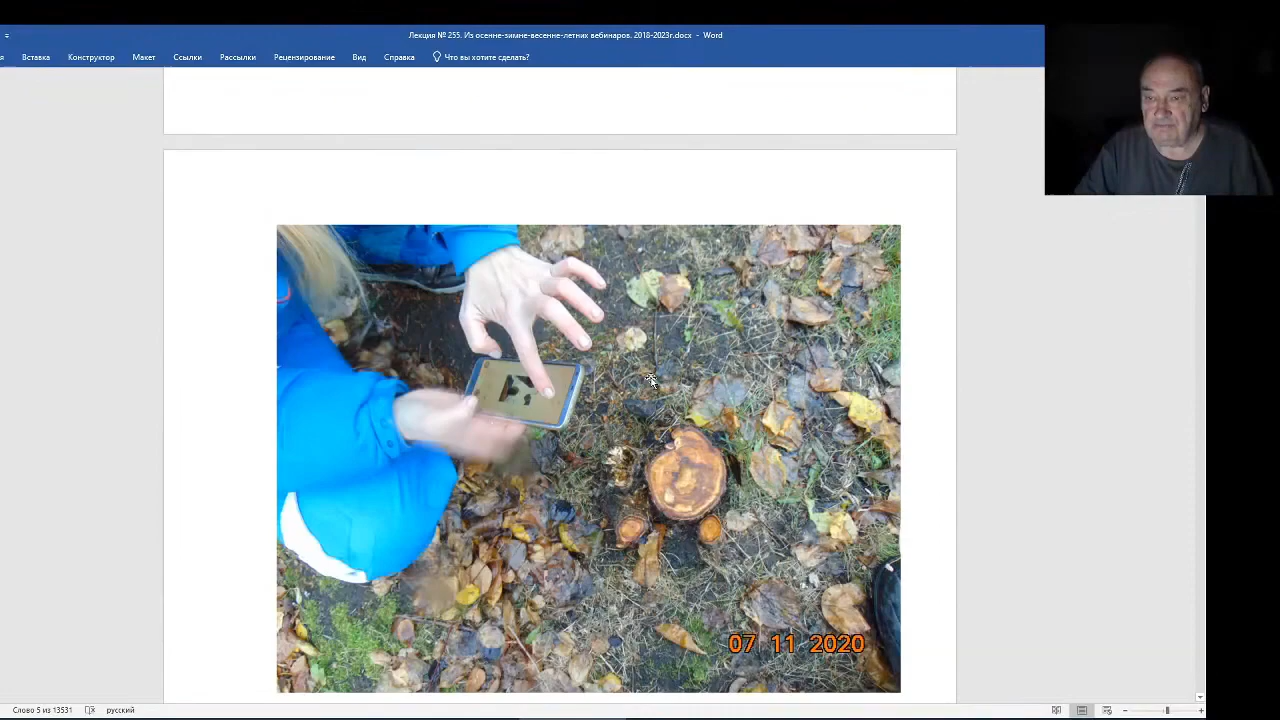 Лекция № 255. Из осенне-зимне-весенне-летних вебинаров. 2018-2023г.docx - Word
Вставка Конструктор Макет Ссылки Рассылки Рецензирование Вид Справка Что вы хотите сделать?
07 11 2020
Слово 5 из 13531 русский